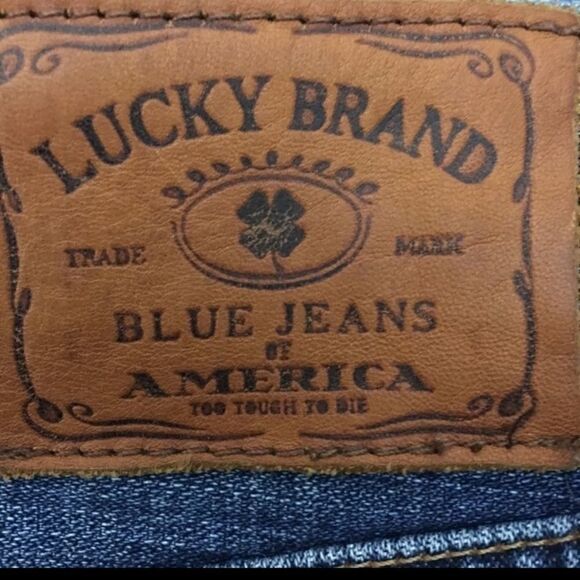 LUCKY BRAND
TRADE MARK
BLUE JEANS
OF
AMERICA
TOO TOUGH TO DIE